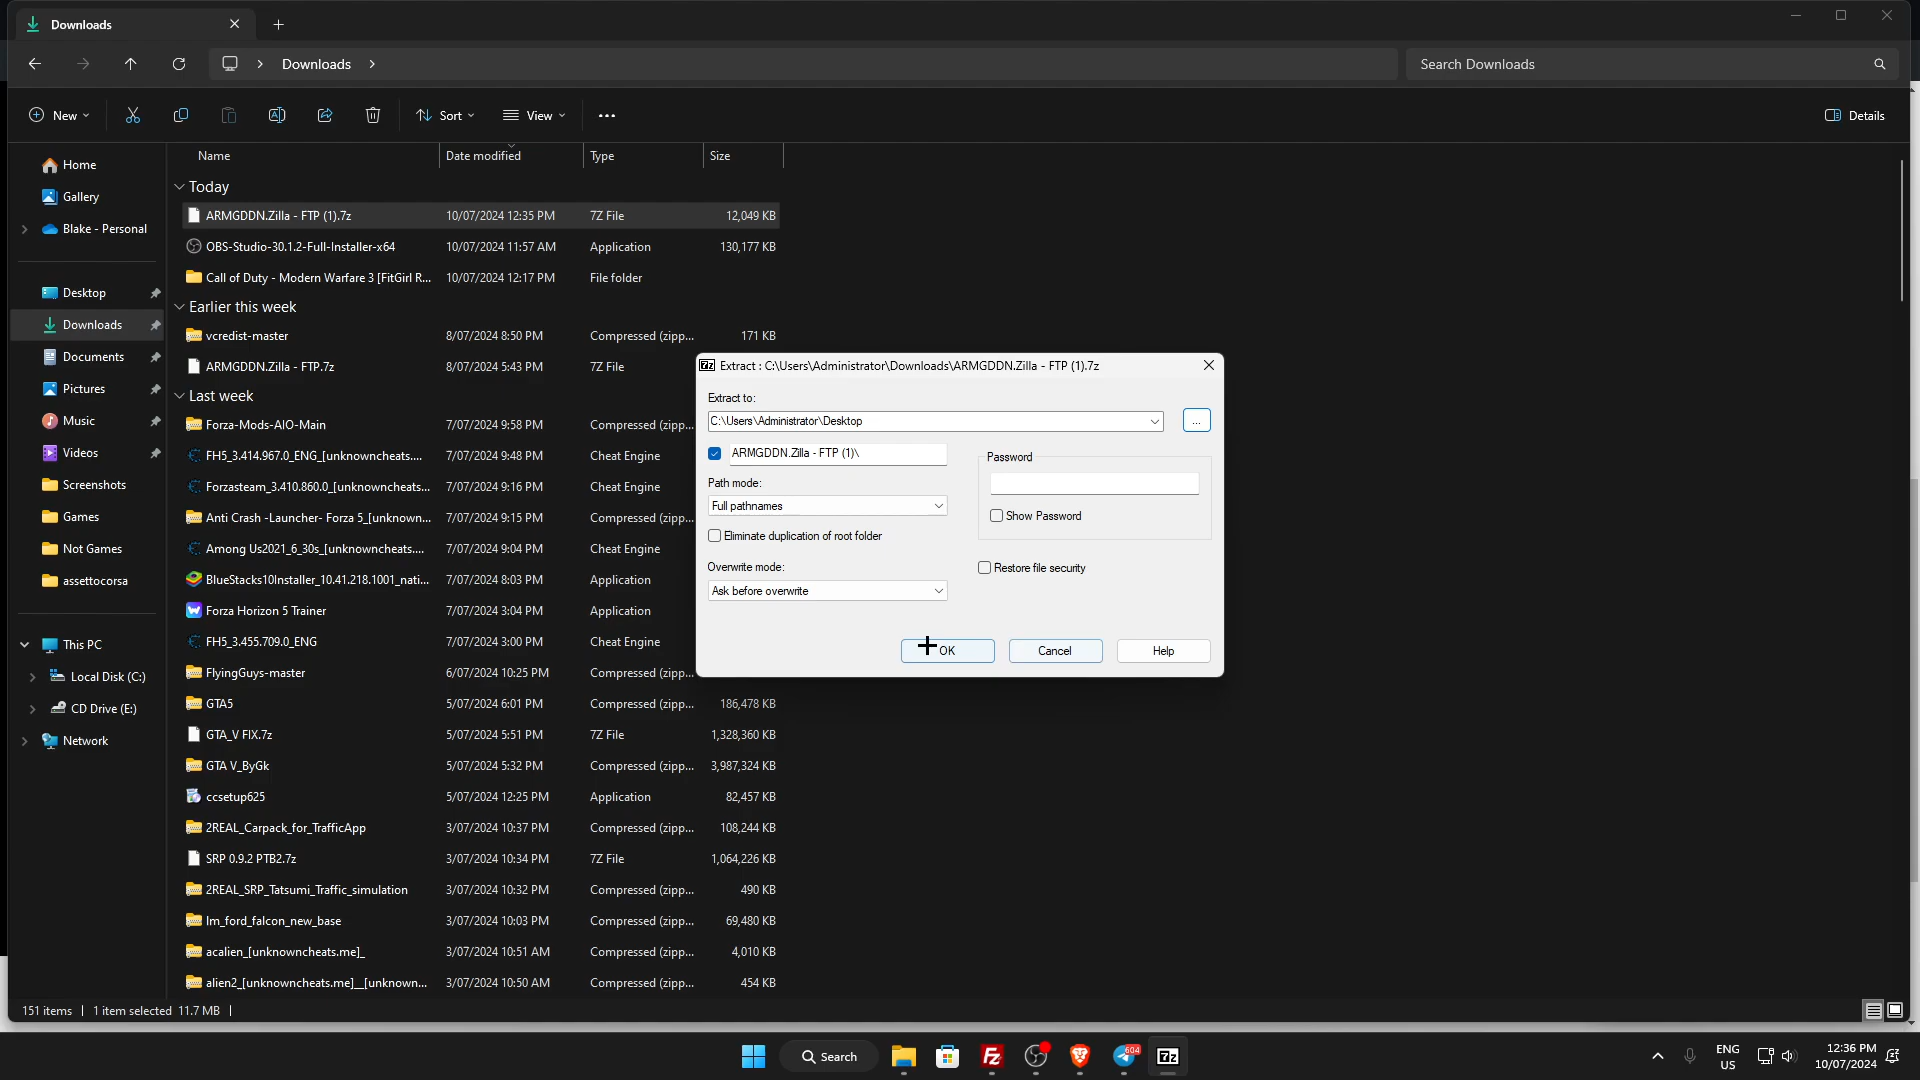 Downloads
Downloads
Search Downloads
New
Sort
View
Details
Name Date modified Type Size
Home
Gallery
Blake - Personal
Desktop
Downloads
Documents
Pictures
Music
Videos
Screenshots
Games
Not Games
assettocorsa
This PC
Local Disk (C:)
CD Drive (E:)
Network
Today
ARMGDDN.Zilla - FTP (1).7z 10/07/2024 12:35 PM 7Z File 12,049 KB
OBS-Studio-30.1.2-Full-Installer-x64 10/07/2024 11:57 AM Application 130,177 KB
Call of Duty - Modern Warfare 3 [FitGirl R... 10/07/2024 12:17 PM File folder
Earlier this week
vcredist-master 8/07/2024 8:50 PM Compressed (zipp... 171 KB
ARMGDDN.Zilla - FTP.7z 8/07/2024 5:43 PM 7Z File
Last week
Forza-Mods-AIO-Main 7/07/2024 9:58 PM Compressed (zipp...
FH5_3.414.967.0_ENG_[unknowncheats.... 7/07/2024 9:48 PM Cheat Engine
Forzasteam_3.410.860.0_[unknowncheats... 7/07/2024 9:16 PM Cheat Engine
Anti Crash -Launcher- Forza 5_[unknown... 7/07/2024 9:15 PM Compressed (zipp...
Among Us2021_6_30s_[unknowncheats.... 7/07/2024 9:04 PM Cheat Engine
BlueStacks10Installer_10.41.218.1001_nati... 7/07/2024 8:03 PM Application
Forza Horizon 5 Trainer 7/07/2024 3:04 PM Application
FH5_3.455.709.0_ENG 7/07/2024 3:00 PM Cheat Engine
FlyingGuys-master 6/07/2024 10:25 PM Compressed (zipp...
GTA5 5/07/2024 6:01 PM Compressed (zipp... 186,478 KB
GTA_V FIX.7z 5/07/2024 5:51 PM 7Z File 1,328,360 KB
GTA V_ByGk 5/07/2024 5:32 PM Compressed (zipp... 3,987,324 KB
ccsetup625 5/07/2024 12:25 PM Application 82,457 KB
2REAL_Carpack_for_TrafficApp 3/07/2024 10:37 PM Compressed (zipp... 108,244 KB
SRP 0.9.2 PTB2.7z 3/07/2024 10:34 PM 7Z File 1,064,226 KB
2REAL_SRP_Tatsumi_Traffic_simulation 3/07/2024 10:32 PM Compressed (zipp... 490 KB
lm_ford_falcon_new_base 3/07/2024 10:03 PM Compressed (zipp... 69,480 KB
acalien_[unknowncheats.me]_ 3/07/2024 10:51 AM Compressed (zipp... 4,010 KB
alien2_[unknowncheats.me]__[unknown... 3/07/2024 10:50 AM Compressed (zipp... 454 KB
7z Extract : C:\Users\Administrator\Downloads\ARMGDDN.Zilla - FTP (1).7z
Extract to:
C:\Users\Administrator\Desktop
...
ARMGDDN.Zilla - FTP (1)\
Path mode:
Full pathnames
Eliminate duplication of root folder
Overwrite mode:
Ask before overwrite
Password
Show Password
Restore file security
OK
Cancel
Help
151 items 1 item selected 11.7 MB
Search
Fz
604
7z
ENG
US
12:36 PM
10/07/2024